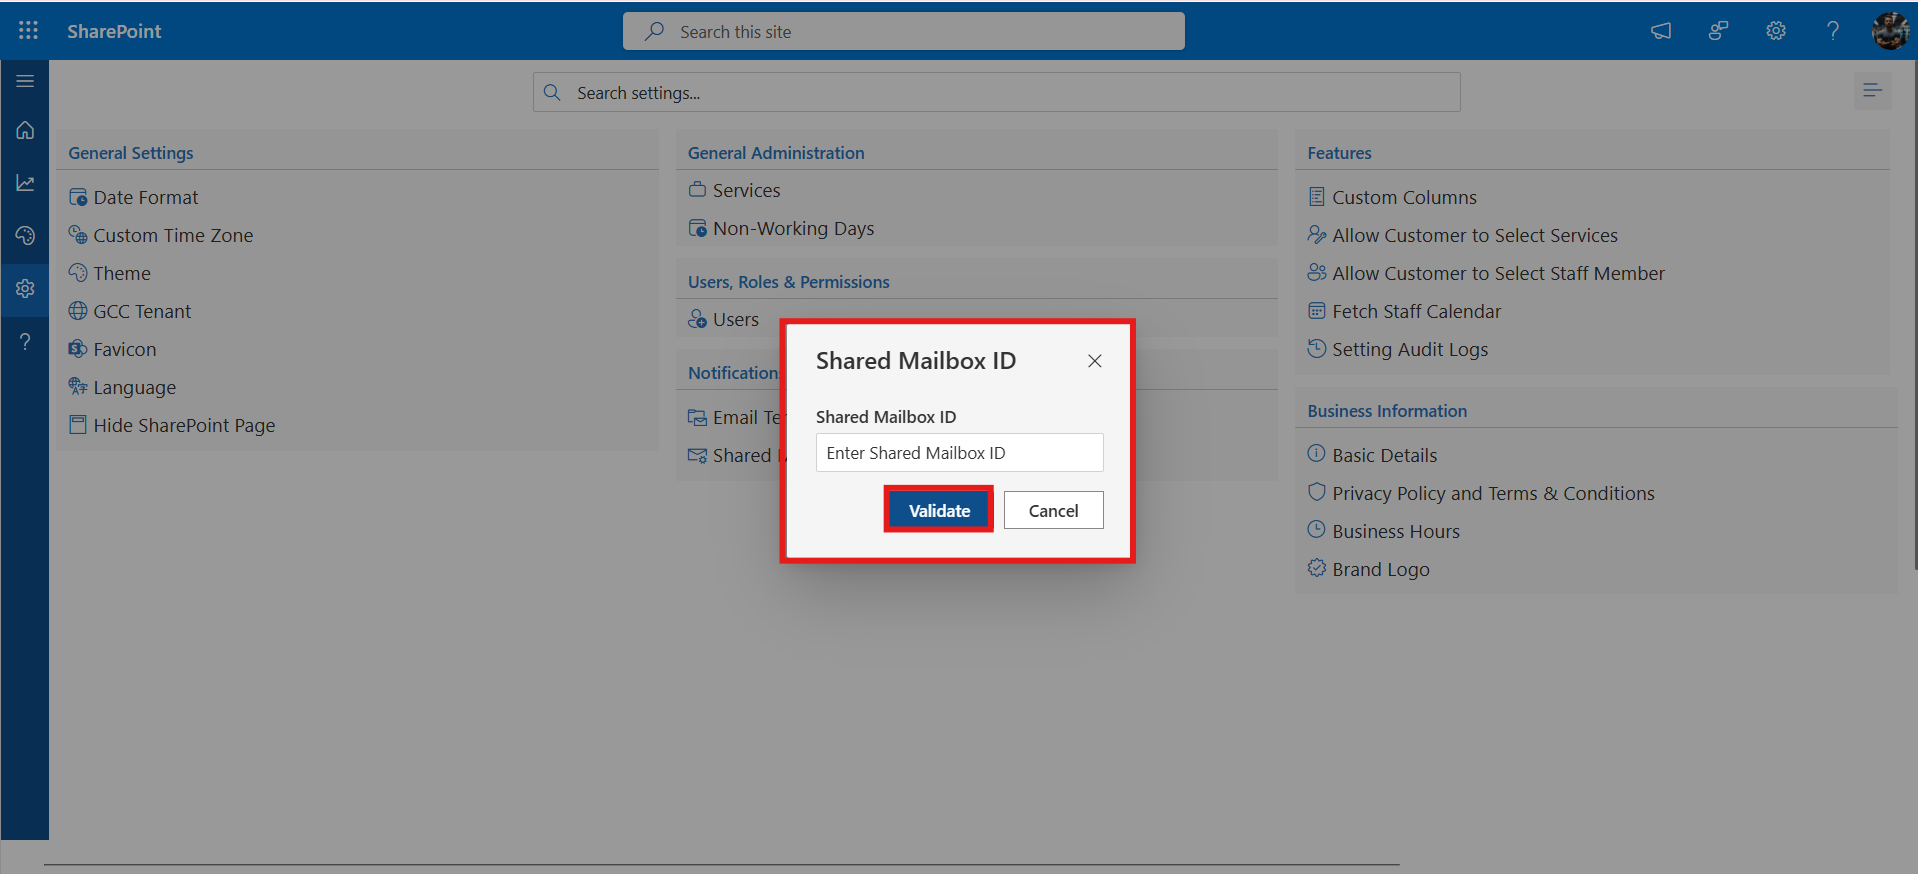 SharePoint
Search this site
Search settings...
General Settings
Date Format
Custom Time Zone
Theme
GCC Tenant
Favicon
Language
Hide SharePoint Page
General Administration
Services
Non-Working Days
Users, Roles & Permissions
Users
Notification
Email Te
Shared
Shared Mailbox ID
Shared Mailbox ID
Enter Shared Mailbox ID
Validate
Cancel
Features
Custom Columns
Allow Customer to Select Services
Allow Customer to Select Staff Member
Fetch Staff Calendar
Setting Audit Logs
Business Information
Basic Details
Privacy Policy and Terms & Conditions
Business Hours
Brand Logo